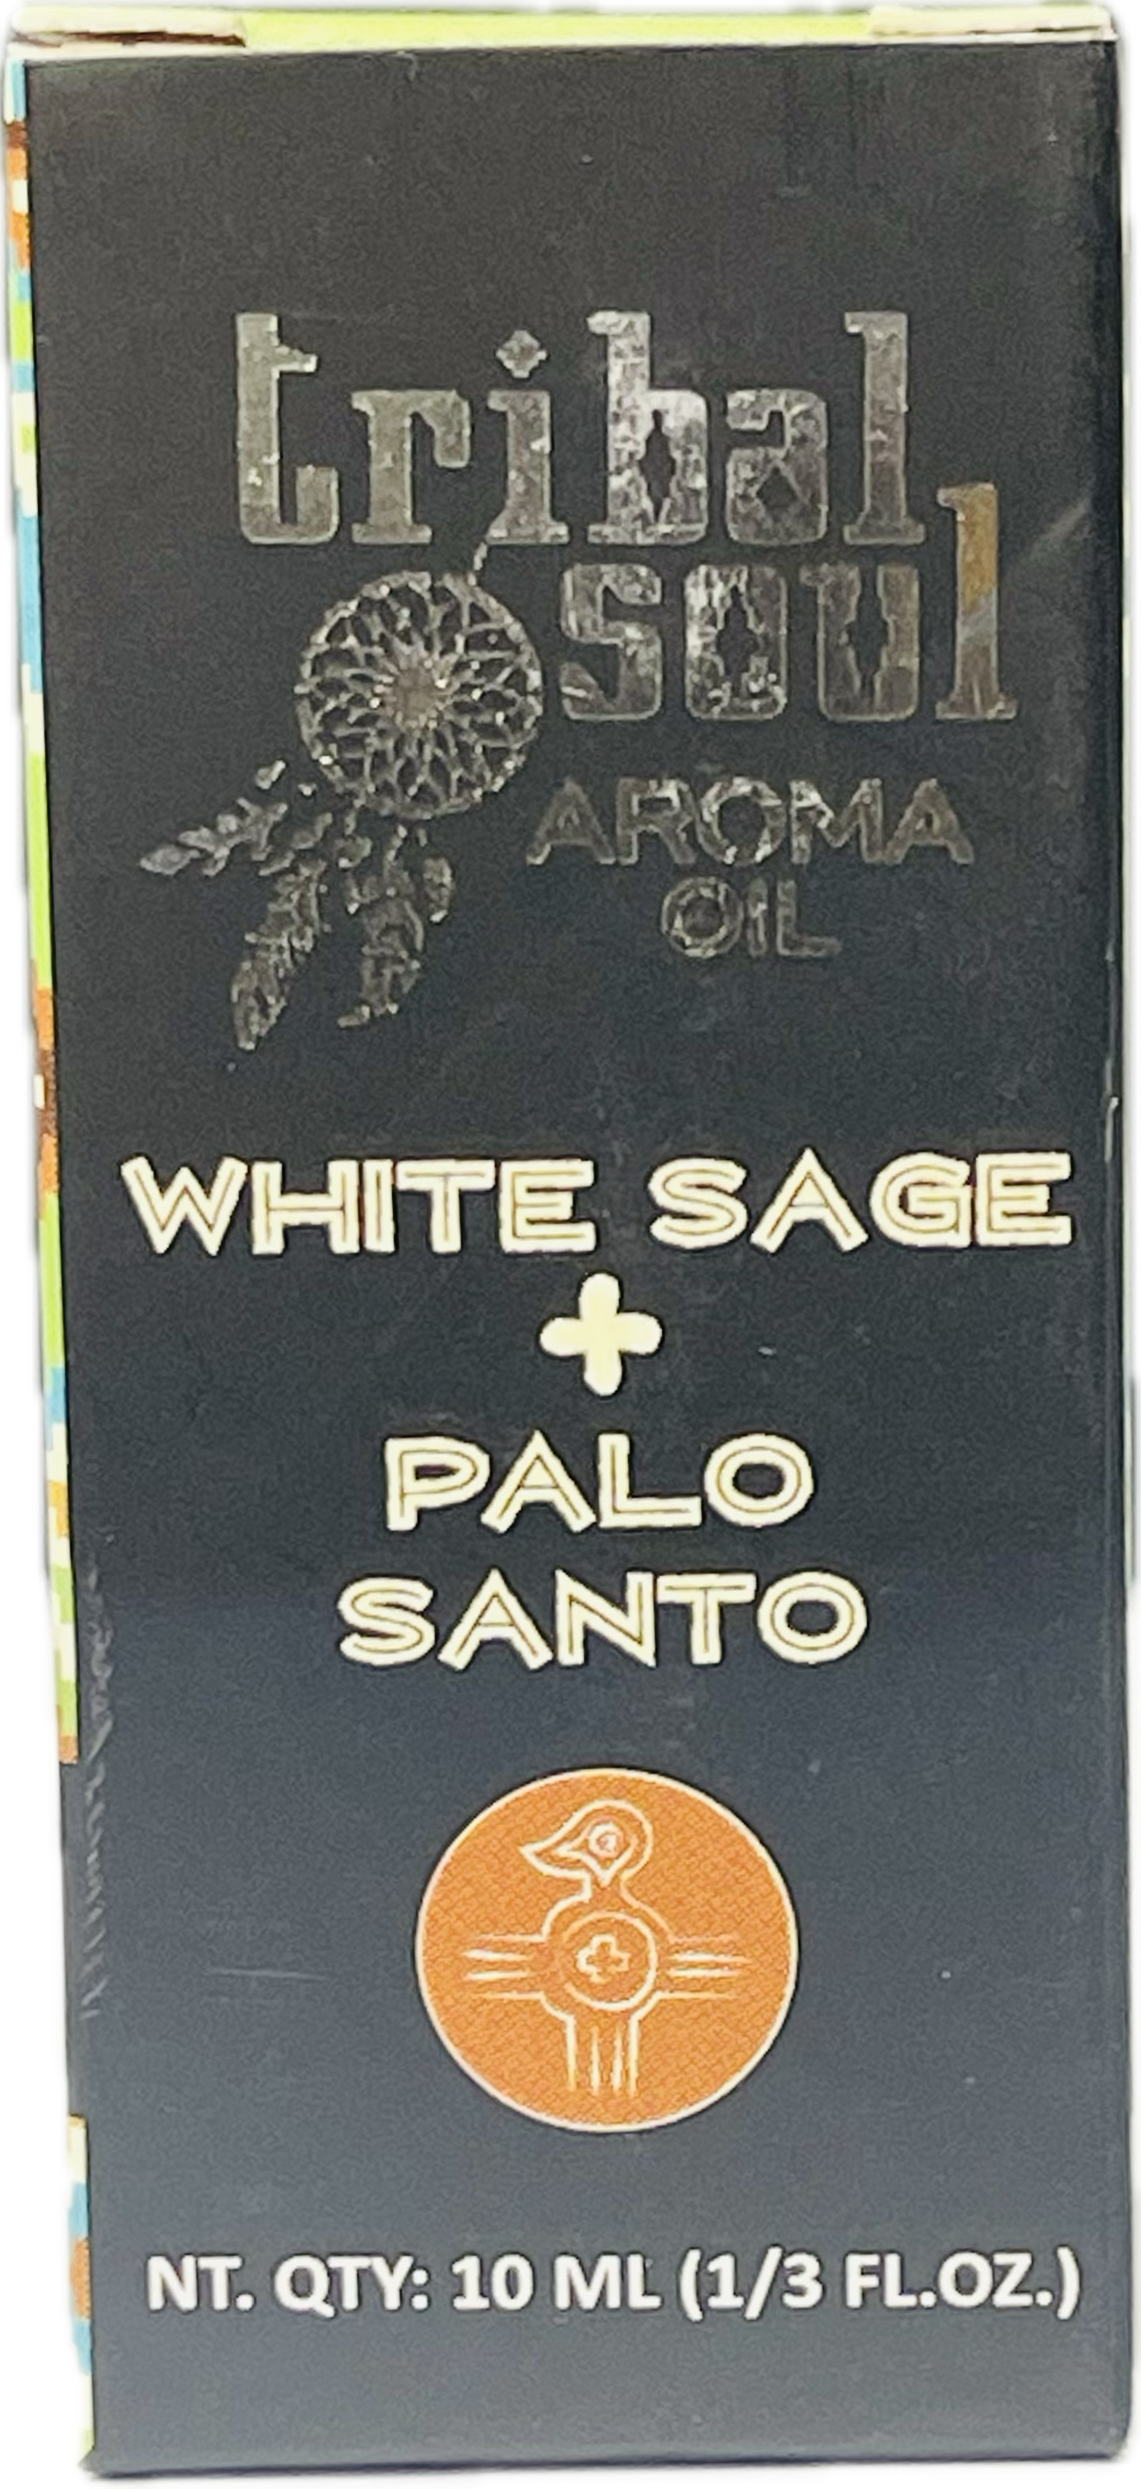 tribal
soul
AROMA
OIL
WHITE SAGE
+
PALO
SANTO
NT. QTY: 10 ML (1/3 FL.OZ.)